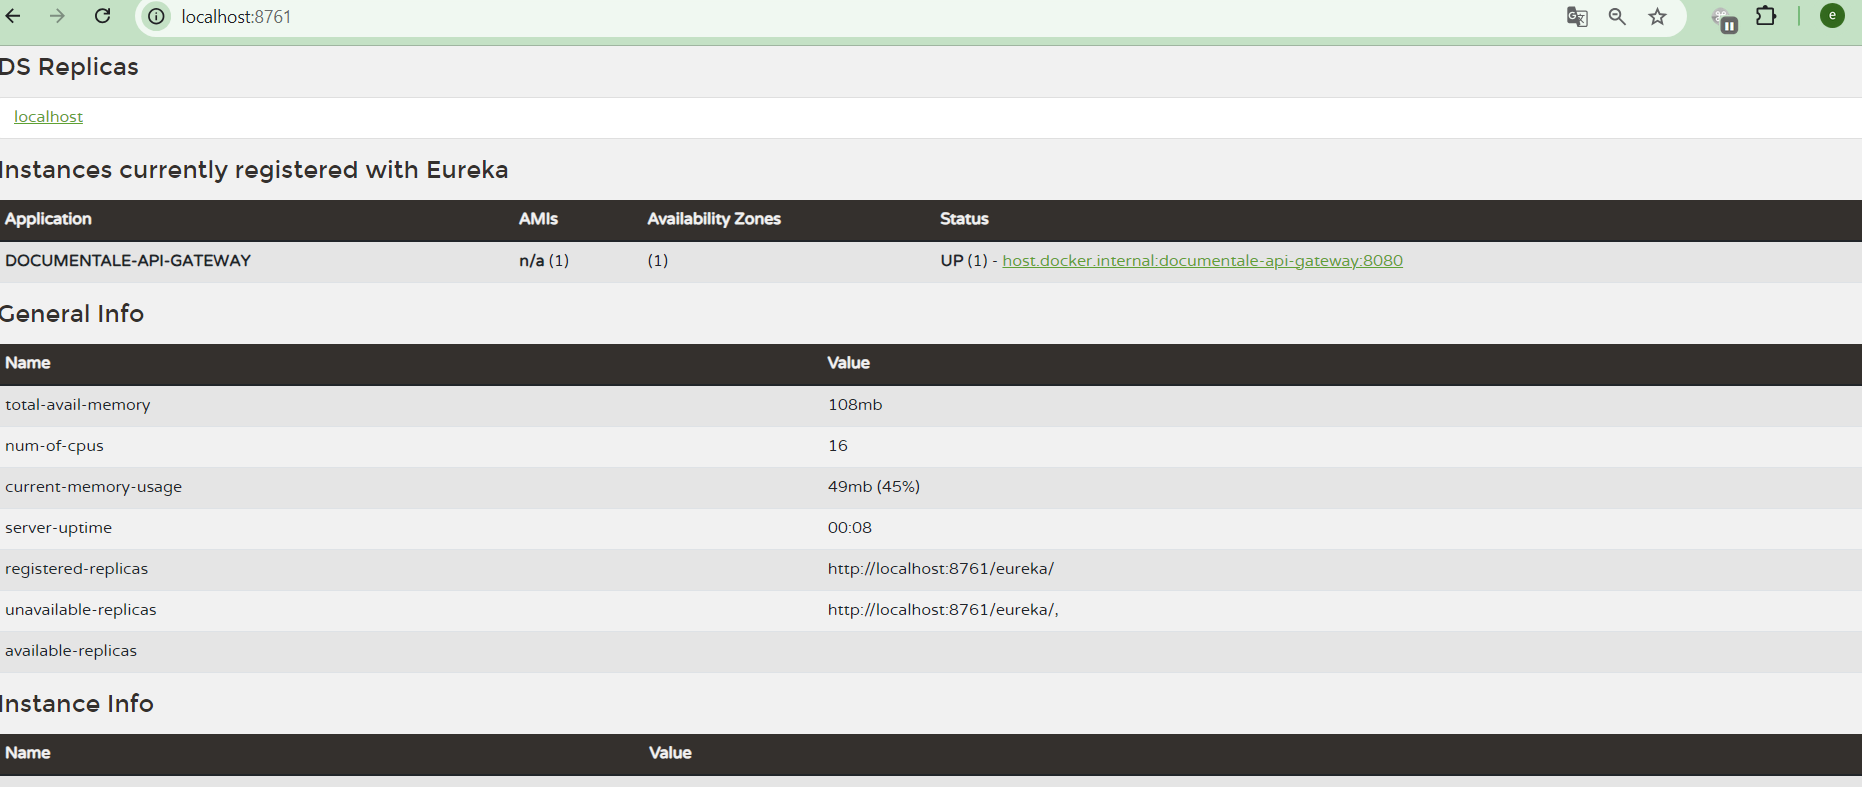 localhost:8761
e
DS Replicas
localhost
Instances currently registered with Eureka
Application AMIs Availability Zones Status
DOCUMENTALE-API-GATEWAY n/a (1) (1) UP (1) - host.docker.internal:documentale-api-gateway:8080
General Info
Name Value
total-avail-memory 108mb
num-of-cpus 16
current-memory-usage 49mb (45%)
server-uptime 00:08
registered-replicas http://localhost:8761/eureka/
unavailable-replicas http://localhost:8761/eureka/,
available-replicas
Instance Info
Name Value